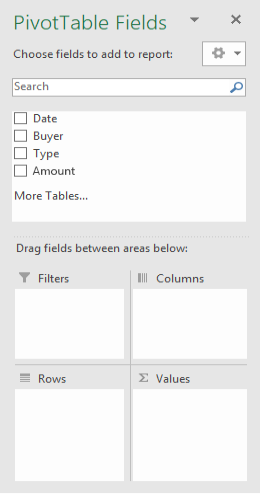 PivotTable Fields
Choose fields to add to report:
Search
Date
Buyer
Type
Amount
More Tables...
Drag fields between areas below:
Filters
Columns
Rows
Σ Values